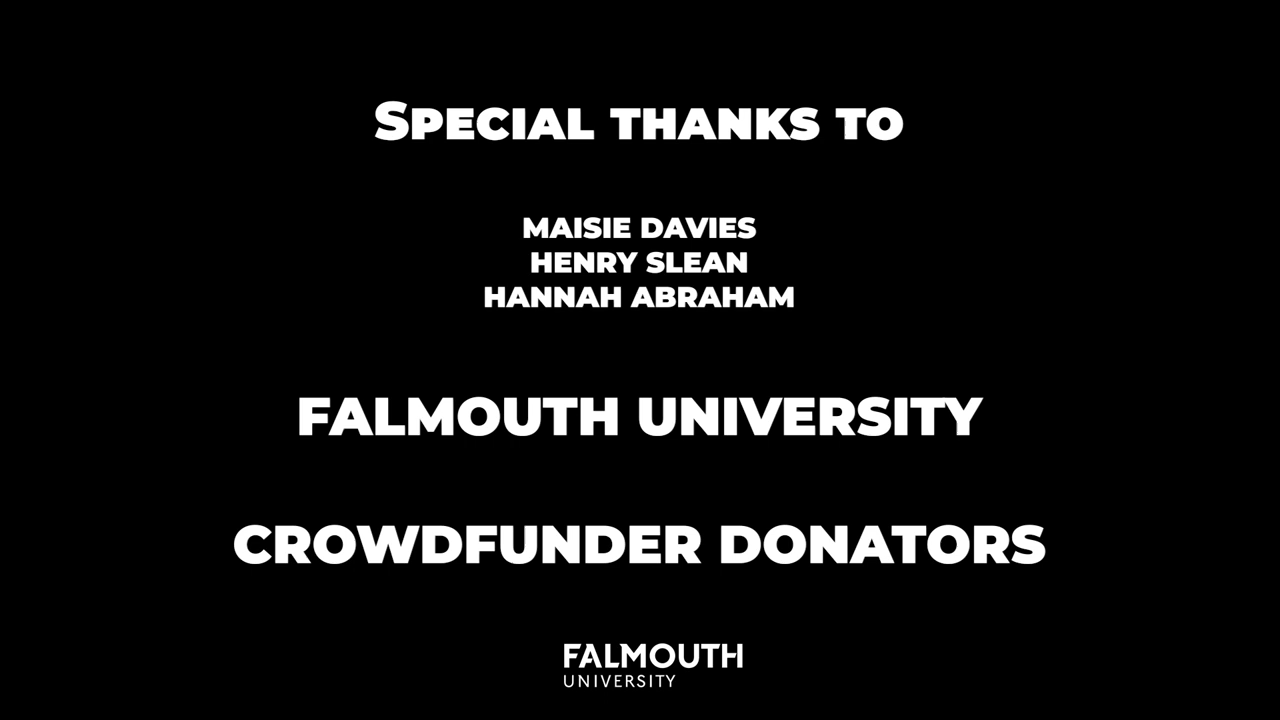 Special thanks to
MAISIE DAVIES
HENRY SLEAN
HANNAH ABRAHAM
FALMOUTH UNIVERSITY
CROWDFUNDER DONATORS
FALMOUTH
UNIVERSITY